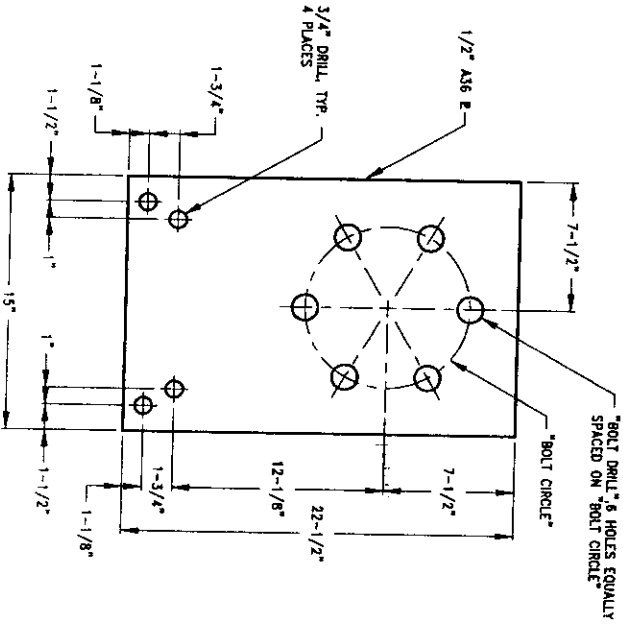 3/4" DRILL, TYP.
4 PLACES
1/2" A36 PL
"BOLT DRILL",6 HOLES EQUALLY
SPACED ON "BOLT CIRCLE"
"BOLT CIRCLE"
7-1/2"
1-3/4"
1-1/8"
1-1/2"
1"
15"
1"
1-1/2"
1-1/8"
1-3/4"
12-1/8"
7-1/2"
22-1/2"